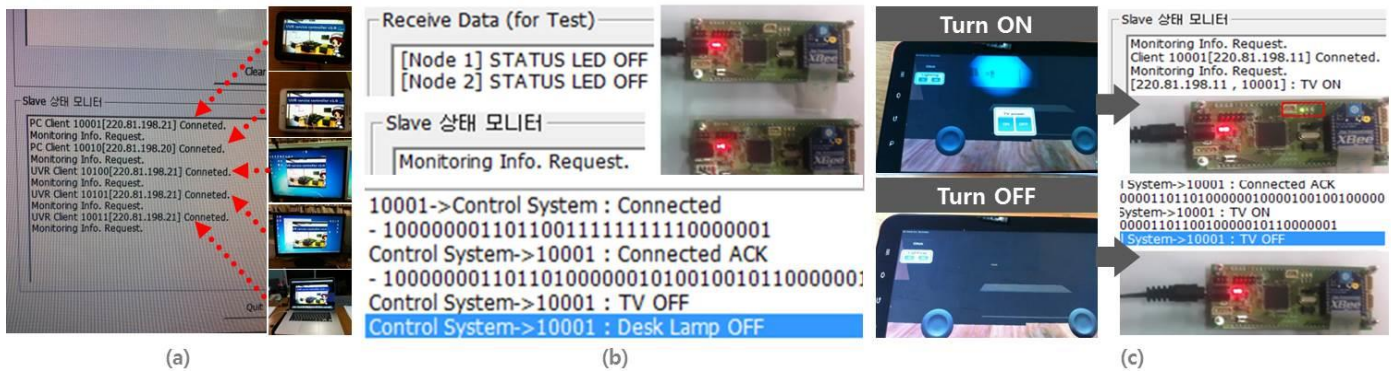 Clear
Slave 상태 모니터
PC Client 10001[220.81.198.21] Conneted.
Monitoring Info. Request.
PC Client 10010[220.81.198.20] Conneted.
Monitoring Info. Request.
UVR Client 10100[220.81.198.21] Conneted.
Monitoring Info. Request.
UVR Client 10101[220.81.198.21] Conneted.
Monitoring Info. Request.
UVR Client 10011[220.81.198.21] Conneted.
Monitoring Info. Request.
Quit
(a)
Receive Data (for Test)
[Node 1] STATUS LED OFF
[Node 2] STATUS LED OFF
Slave 상태 모니터
Monitoring Info. Request.
XBee
XBee
10001->Control System : Connected
Control System->10001 : Connected ACK
Control System->10001 : TV OFF
Control System->10001 : Desk Lamp OFF
(b)
Turn ON
Turn OFF
Slave 상태 모니터
Monitoring Info. Request.
Client 10001[220.81.198.11] Conneted.
Monitoring Info. Request.
[220.81.198.11 , 10001] : TV ON
XBee
l System->10001 : Connected ACK
System->10001 : TV ON
l System->10001 : TV OFF
XBee
(c)